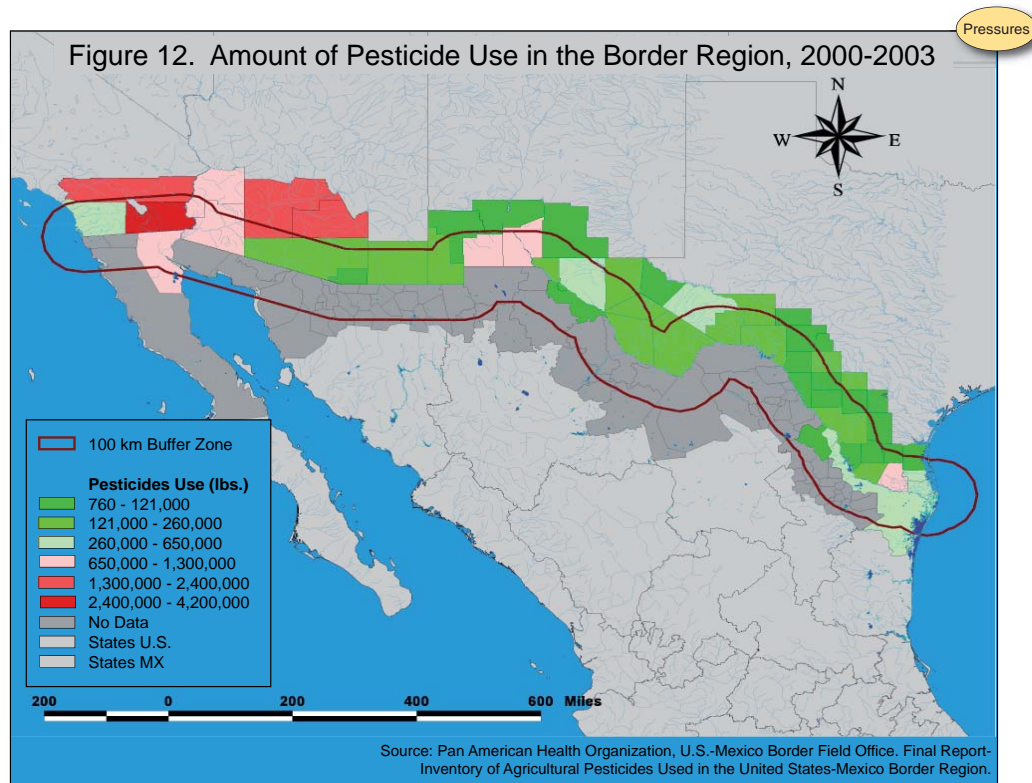 Pressures
Figure 12.  Amount of Pesticide Use in the Border Region, 2000-2003
N
W
E
S
100 km Buffer Zone
Pesticides Use (lbs.)
760 - 121,000
121,000 - 260,000
260,000 - 650,000
650,000 - 1,300,000
1,300,000 - 2,400,000
2,400,000 - 4,200,000
No Data
States U.S.
States MX
200 0 200 400 600 Miles
Source: Pan American Health Organization, U.S.-Mexico Border Field Office. Final Report-
Inventory of Agricultural Pesticides Used in the United States-Mexico Border Region.